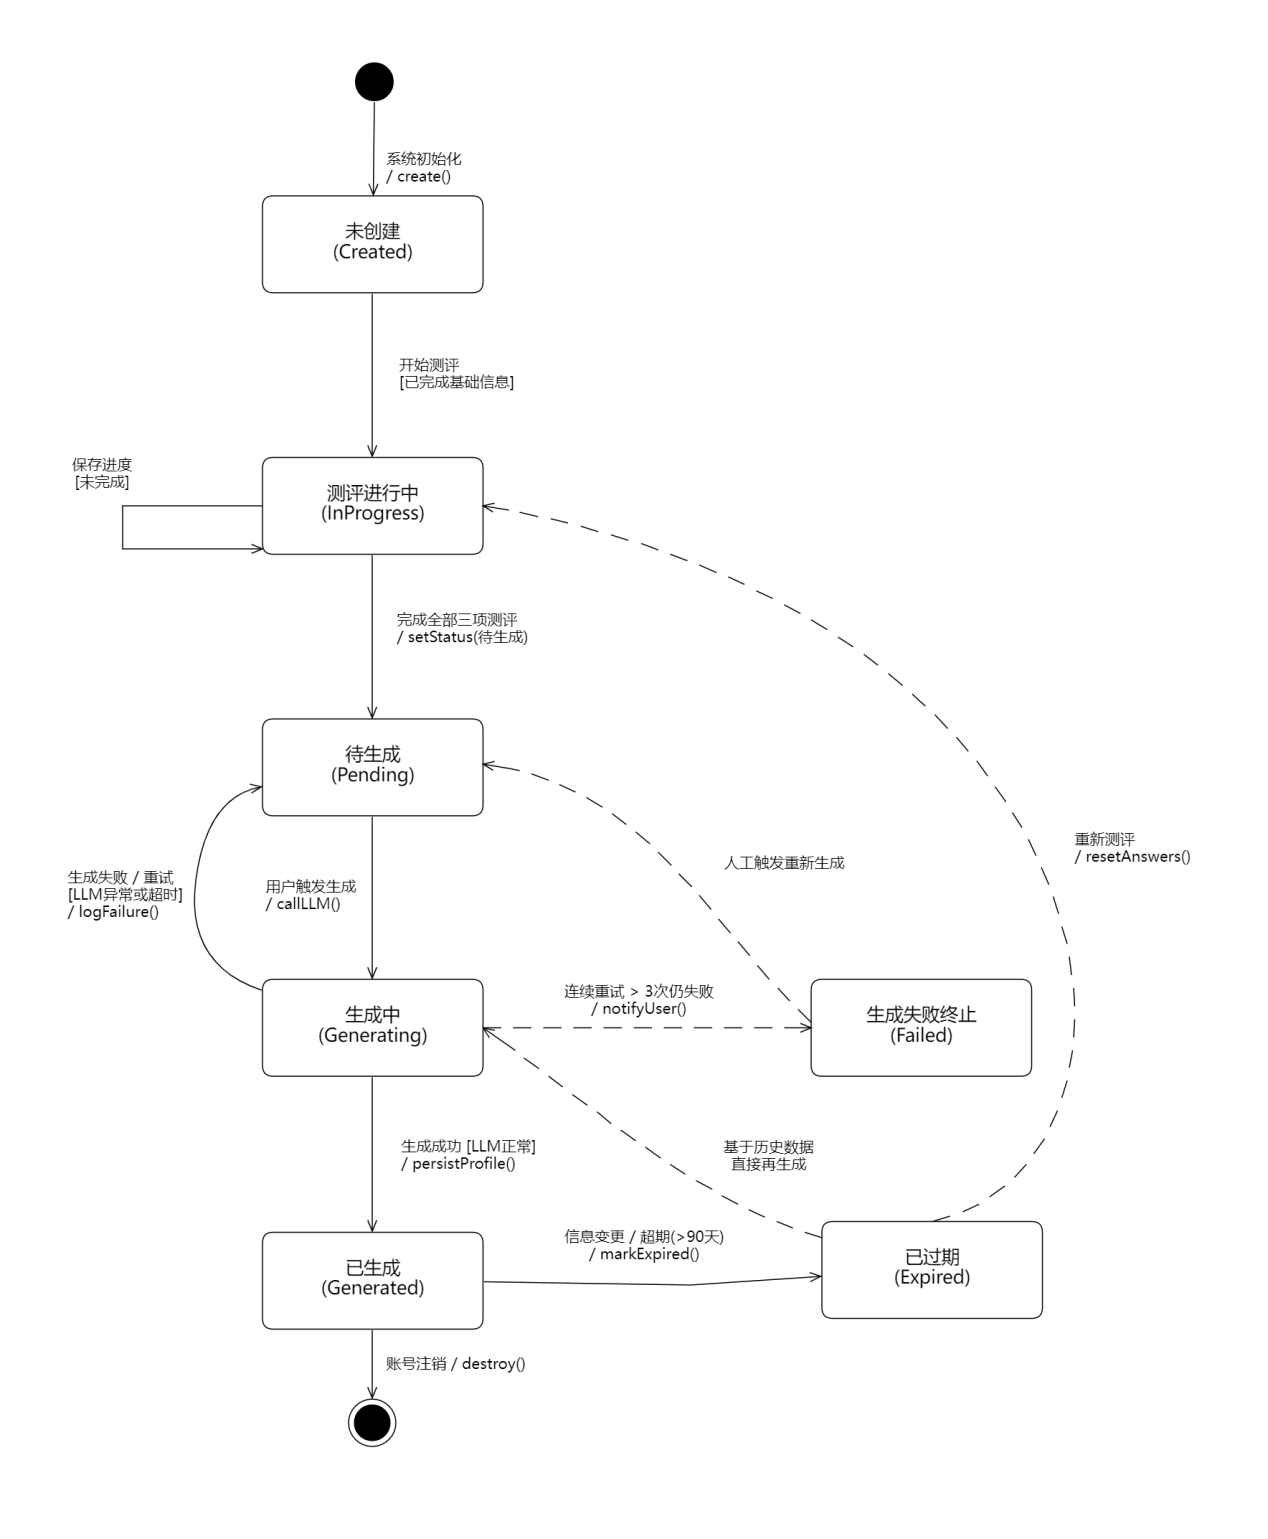 系统初始化
/ create()
未创建
(Created)
开始测评
[已完成基础信息]
保存进度
[未完成]
测评进行中
(InProgress)
完成全部三项测评
/ setStatus(待生成)
待生成
(Pending)
重新测评
/ resetAnswers()
人工触发重新生成
生成失败 / 重试
[LLM异常或超时]
/ logFailure()
用户触发生成
/ callLLM()
连续重试 > 3次仍失败
/ notifyUser()
生成中
(Generating)
生成失败终止
(Failed)
生成成功 [LLM正常]
/ persistProfile()
基于历史数据
直接再生成
信息变更 / 超期(>90天)
/ markExpired()
已生成
(Generated)
已过期
(Expired)
账号注销 / destroy()